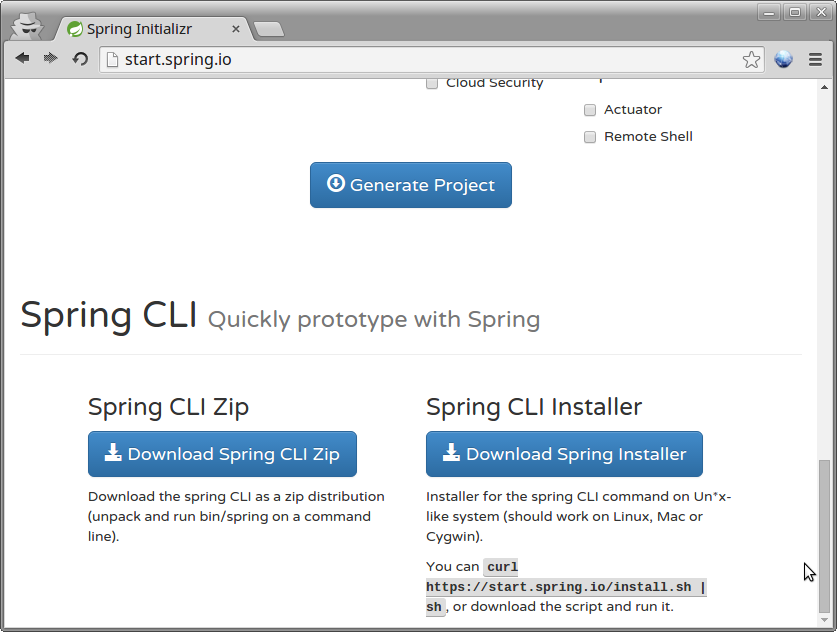 Spring Initializr
start.spring.io
Cloud Security
Actuator
Remote Shell
Generate Project
Spring CLI Quickly prototype with Spring
Spring CLI Zip
Download Spring CLI Zip
Download the spring CLI as a zip distribution
(unpack and run bin/spring on a command
line).
Spring CLI Installer
Download Spring Installer
Installer for the spring CLI command on Un*x-
like system (should work on Linux, Mac or
Cygwin).
You can curl
https://start.spring.io/install.sh |
sh, or download the script and run it.